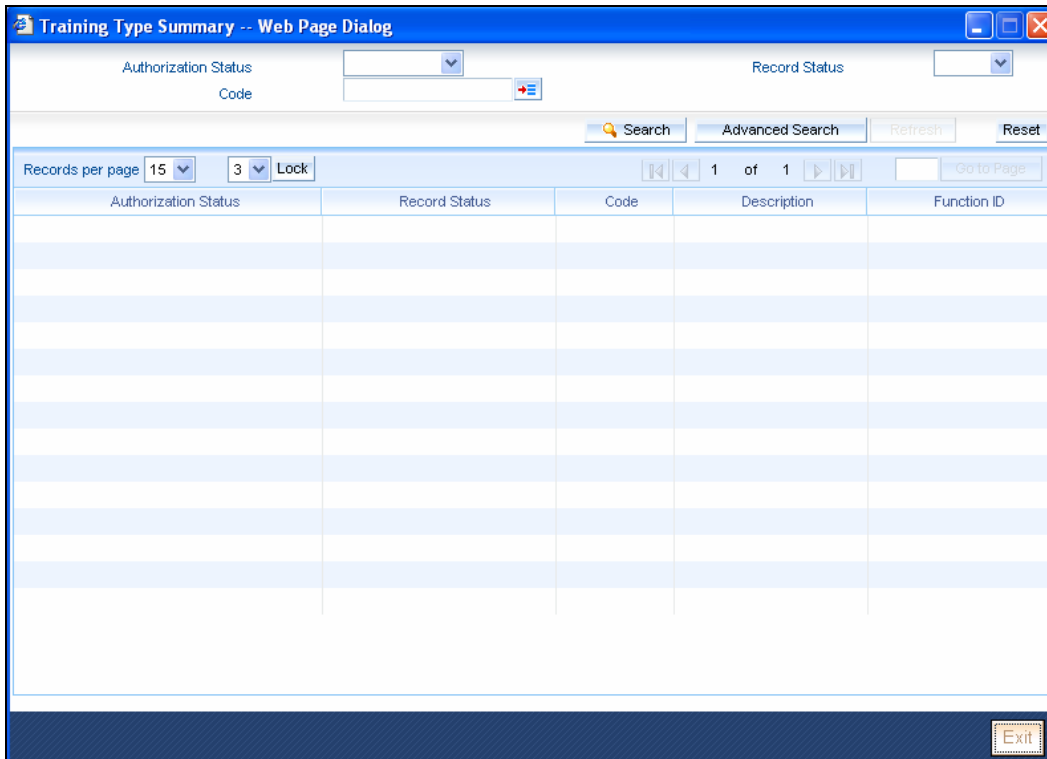 Training Type Summary -- Web Page Dialog
Authorization Status Record Status
Code
Search Advanced Search Refresh Reset
Records per page 15 3 Lock 1 of 1 Go to Page
Authorization Status Record Status Code Description Function ID
Exit